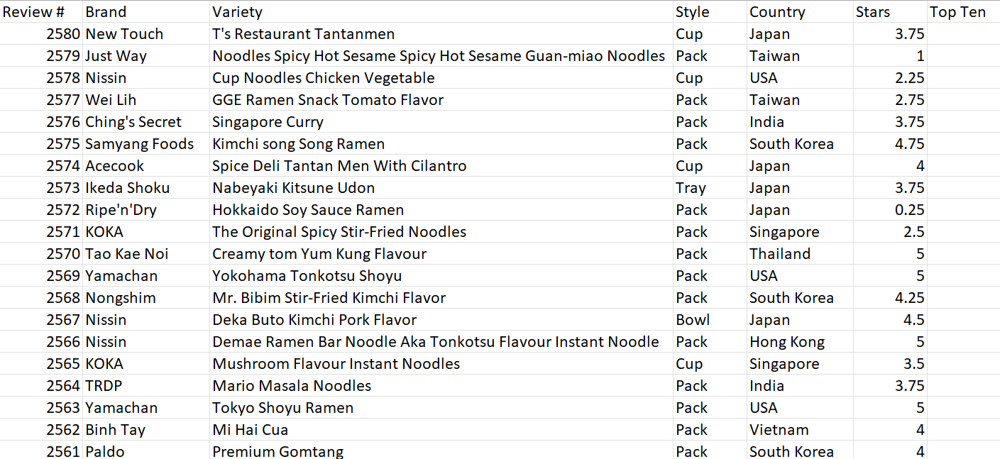 Review # Brand Variety Style Country Stars Top Ten
2580 New Touch T's Restaurant Tantanmen Cup Japan 3.75
2579 Just Way Noodles Spicy Hot Sesame Spicy Hot Sesame Guan-miao Noodles Pack Taiwan 1
2578 Nissin Cup Noodles Chicken Vegetable Cup USA 2.25
2577 Wei Lih GGE Ramen Snack Tomato Flavor Pack Taiwan 2.75
2576 Ching's Secret Singapore Curry Pack India 3.75
2575 Samyang Foods Kimchi song Song Ramen Pack South Korea 4.75
2574 Acecook Spice Deli Tantan Men With Cilantro Cup Japan 4
2573 Ikeda Shoku Nabeyaki Kitsune Udon Tray Japan 3.75
2572 Ripe'n'Dry Hokkaido Soy Sauce Ramen Pack Japan 0.25
2571 KOKA The Original Spicy Stir-Fried Noodles Pack Singapore 2.5
2570 Tao Kae Noi Creamy tom Yum Kung Flavour Pack Thailand 5
2569 Yamachan Yokohama Tonkotsu Shoyu Pack USA 5
2568 Nongshim Mr. Bibim Stir-Fried Kimchi Flavor Pack South Korea 4.25
2567 Nissin Deka Buto Kimchi Pork Flavor Bowl Japan 4.5
2566 Nissin Demae Ramen Bar Noodle Aka Tonkotsu Flavour Instant Noodle Pack Hong Kong 5
2565 KOKA Mushroom Flavour Instant Noodles Cup Singapore 3.5
2564 TRDP Mario Masala Noodles Pack India 3.75
2563 Yamachan Tokyo Shoyu Ramen Pack USA 5
2562 Binh Tay Mi Hai Cua Pack Vietnam 4
2561 Paldo Premium Gomtang Pack South Korea 4